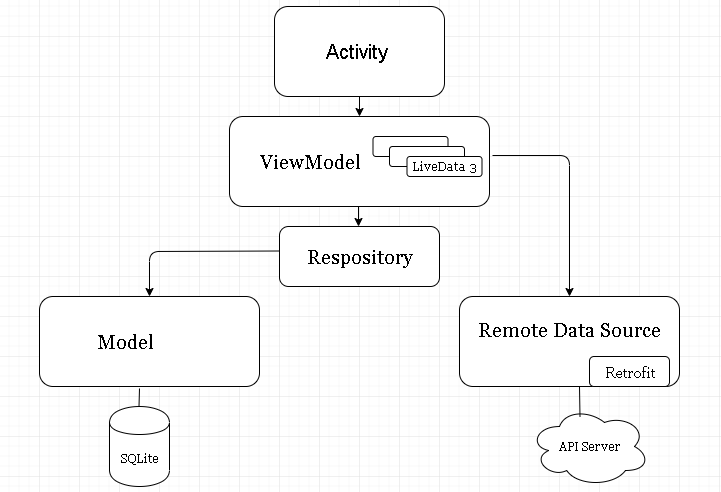 Activity
ViewModel
LiveData 3
Respository
Model
Remote Data Source
Retrofit
SQLite
API Server